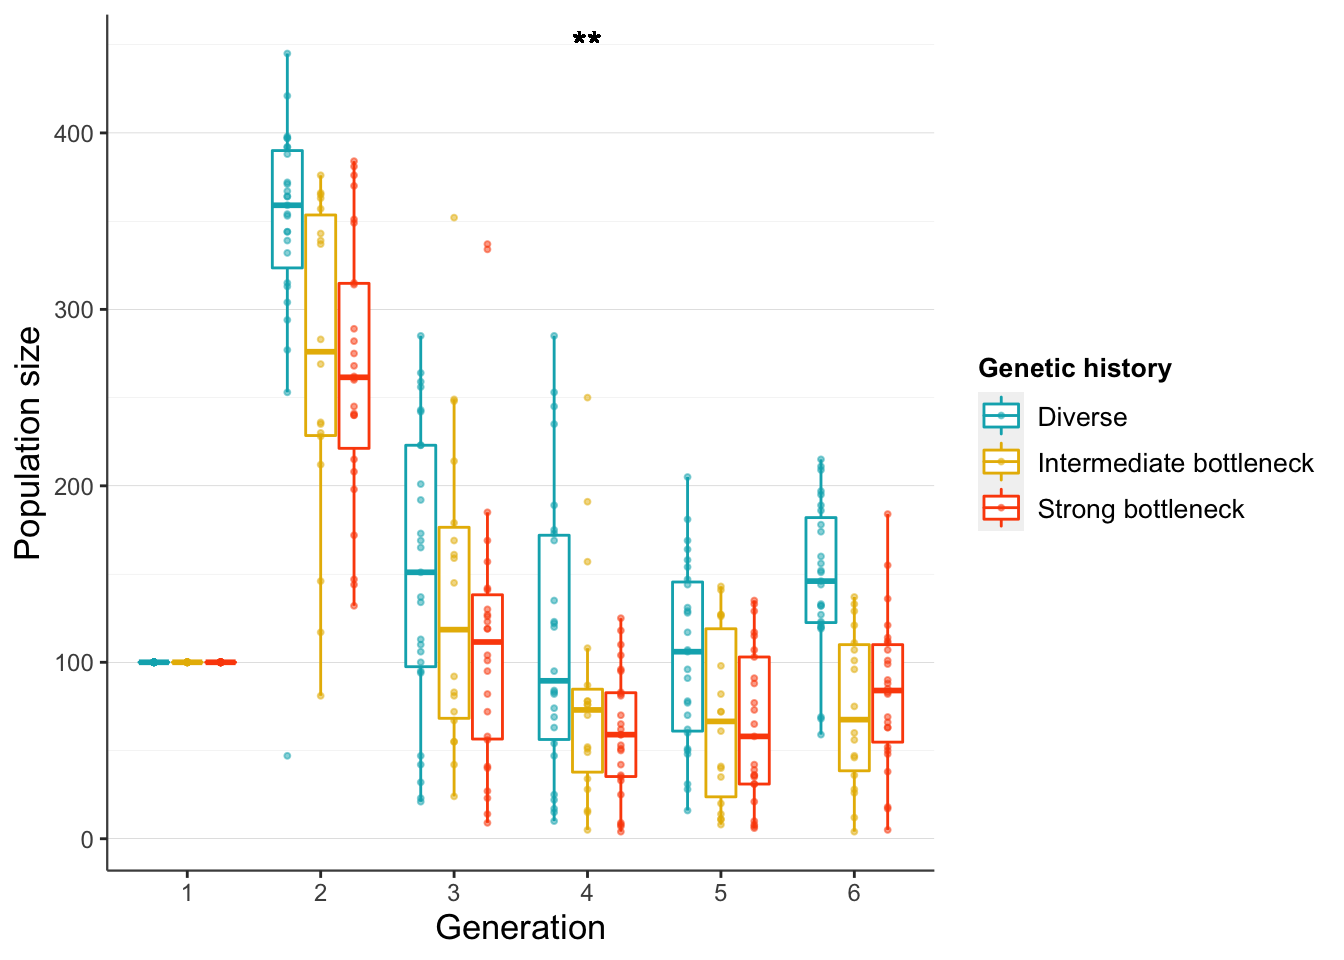 **
Population size
400
300
200
100
0
1 2 3 4 5 6
Generation
Genetic history
Diverse
Intermediate bottleneck
Strong bottleneck